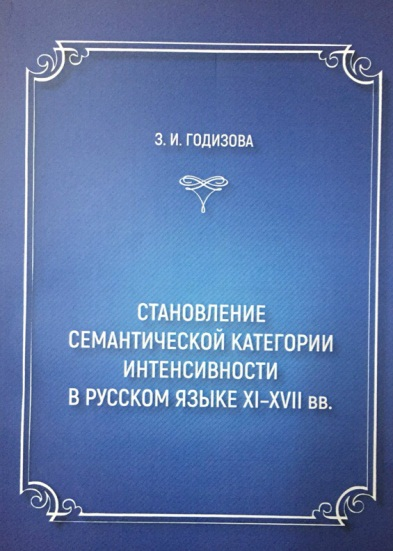 З. И. ГОДИЗОВА
СТАНОВЛЕНИЕ
СЕМАНТИЧЕСКОЙ КАТЕГОРИИ
ИНТЕНСИВНОСТИ
В РУССКОМ ЯЗЫКЕ XI–XVII вв.